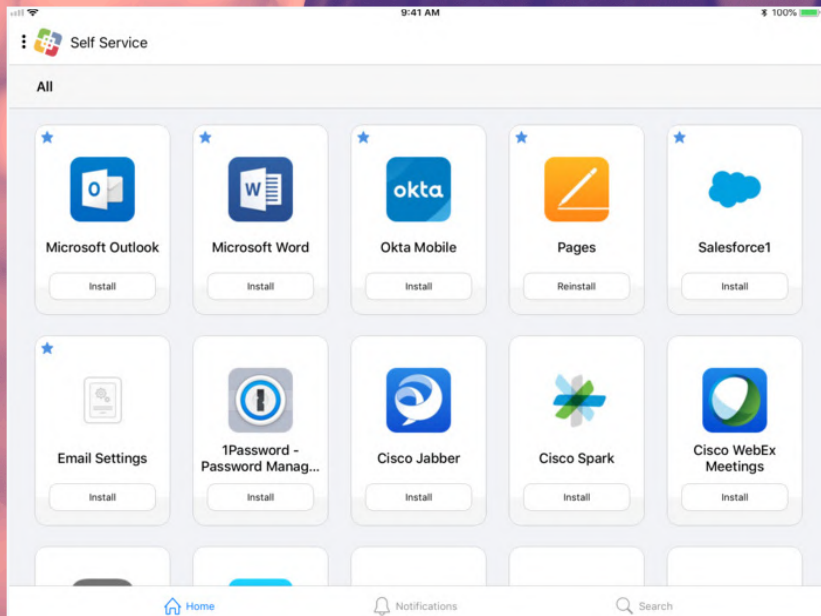 9:41 AM
100%
Self Service
All
O
W
okta
Microsoft Outlook
Microsoft Word
Okta Mobile
Pages
Salesforce1
Install
Install
Install
Reinstall
Install
Email Settings
1Password -
Password Manag...
Cisco Jabber
Cisco Spark
Cisco WebEx
Meetings
Install
Install
Install
Install
Install
Home
Notifications
Search